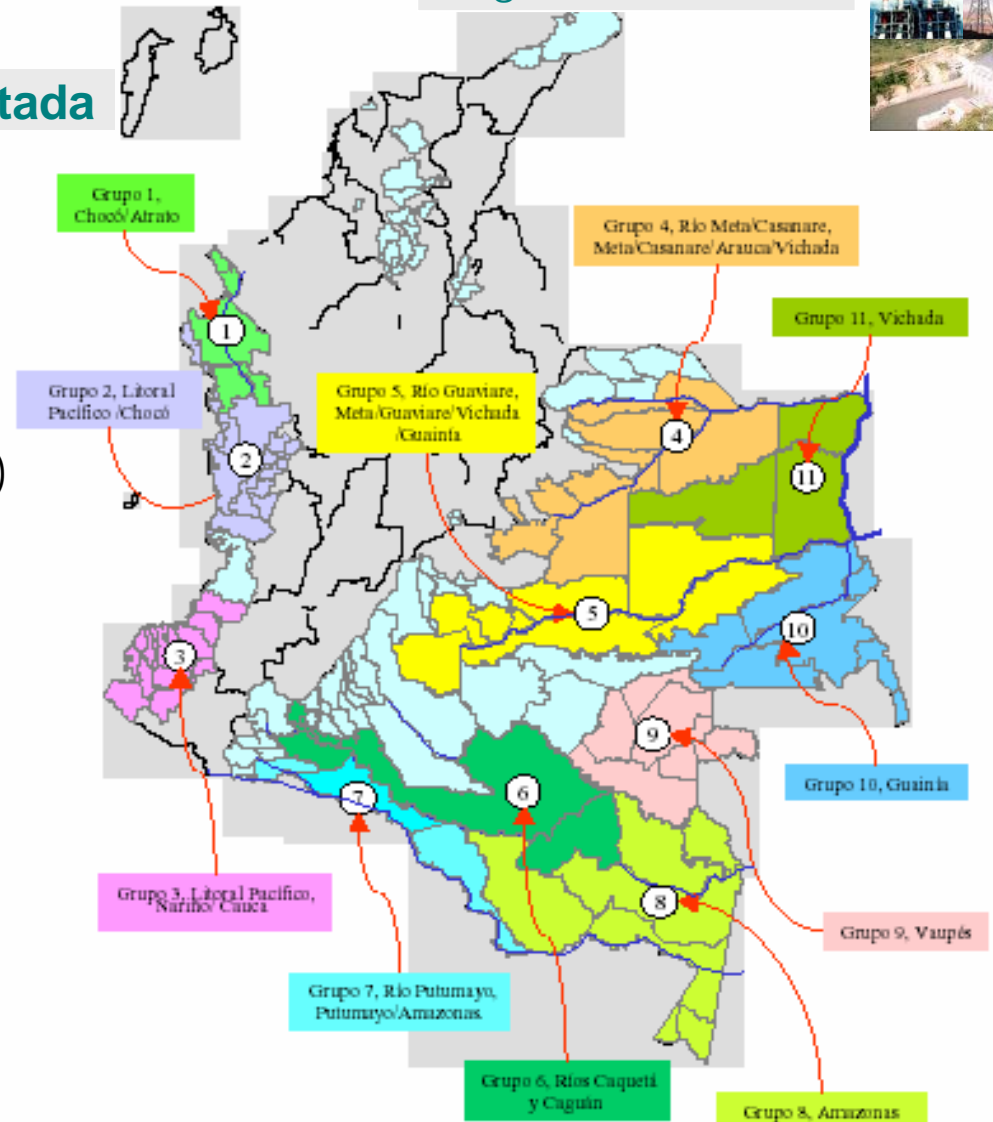 tada
Grupo 1,
Chocó/Atrato
Grupo 4, Río Meta/Casanare,
Meta/Casanare/Arauca/Vichada
Grupo 11, Vichada
Grupo 2, Litoral
Pacífico /Chocó
Grupo 5, Río Guaviare,
Meta/Guaviare/Vichada
/Guainía
)
1
2
3
4
5
6
7
8
9
10
11
Grupo 10, Guainía
Grupo 3, Litoral Pacífico,
Nariño/ Cauca
Grupo 9, Vaupés
Grupo 7, Río Putumayo,
Putumayo/Amazonas.
Grupo 6, Ríos Caquetá
y Caguán
Grupo 8, Amazonas